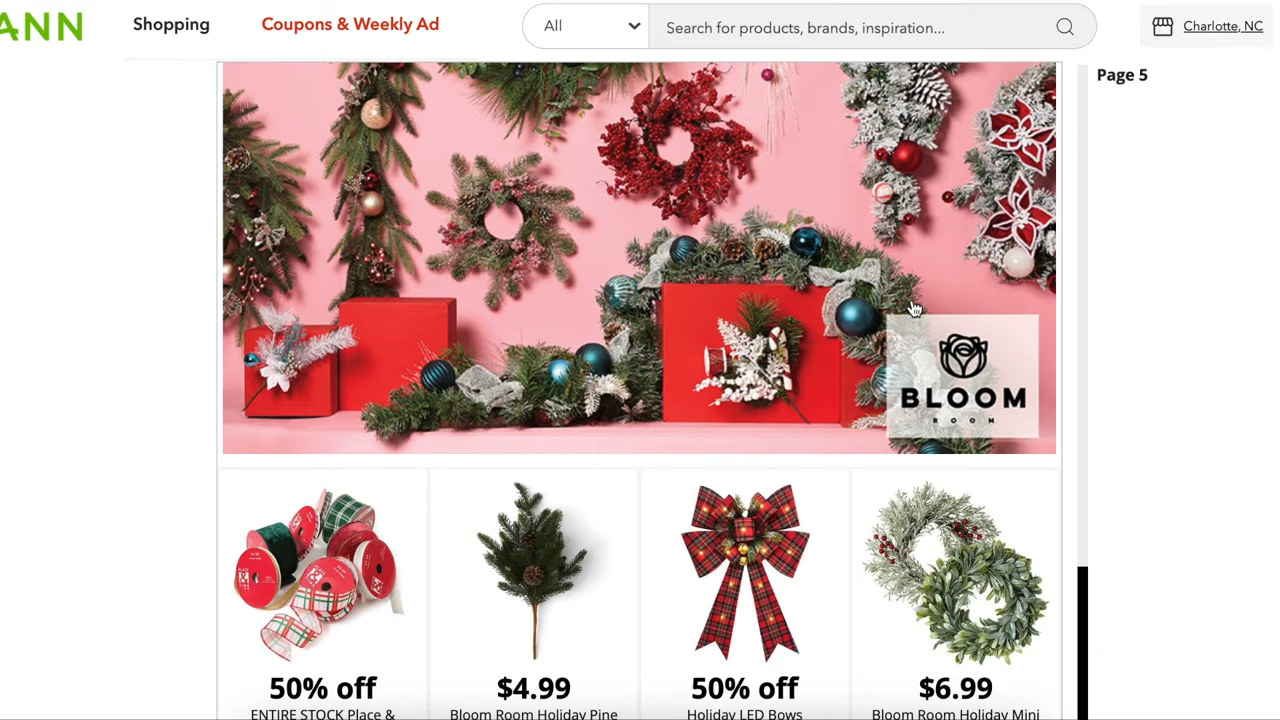 ANN
Shopping
Coupons & Weekly Ad
All
Search for products, brands, inspiration...
Charlotte, NC
Page 5
BLOOM
ROOM
50% off
ENTIRE STOCK Place &
$4.99
Bloom Room Holiday Pine
50% off
Holiday LED Bows
$6.99
Bloom Room Holiday Mini